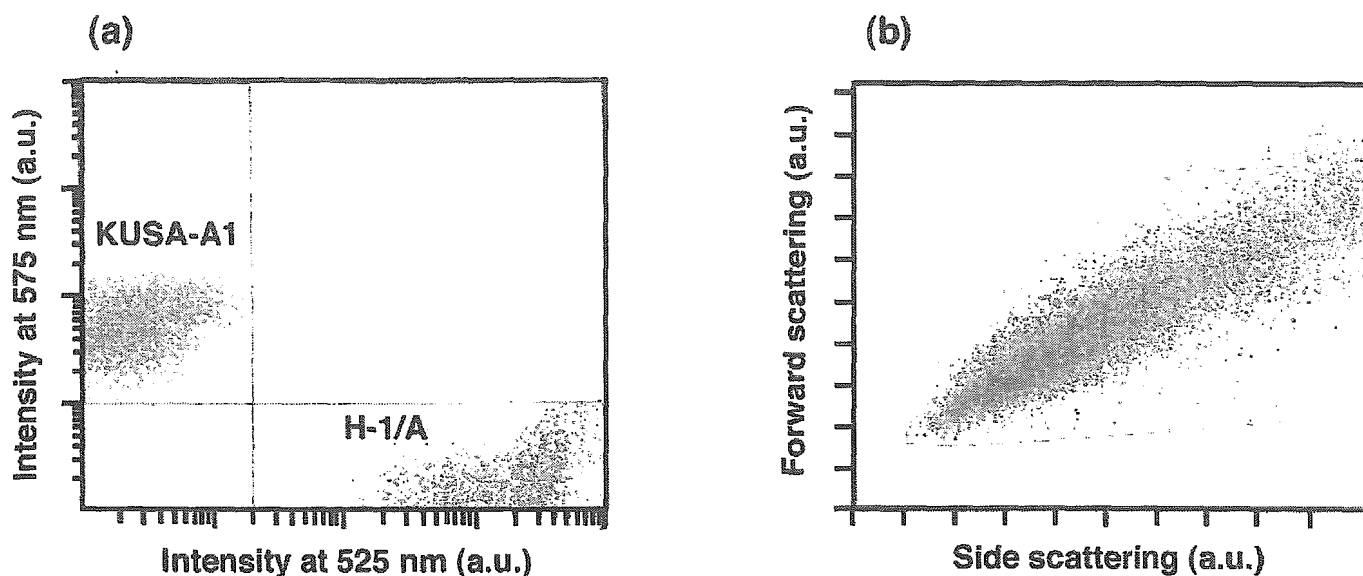 (a)
Intensity at 575 nm (a.u.)
KUSA-A1
H-1/A
Intensity at 525 nm (a.u.)
(b)
Forward scattering (a.u.)
Side scattering (a.u.)